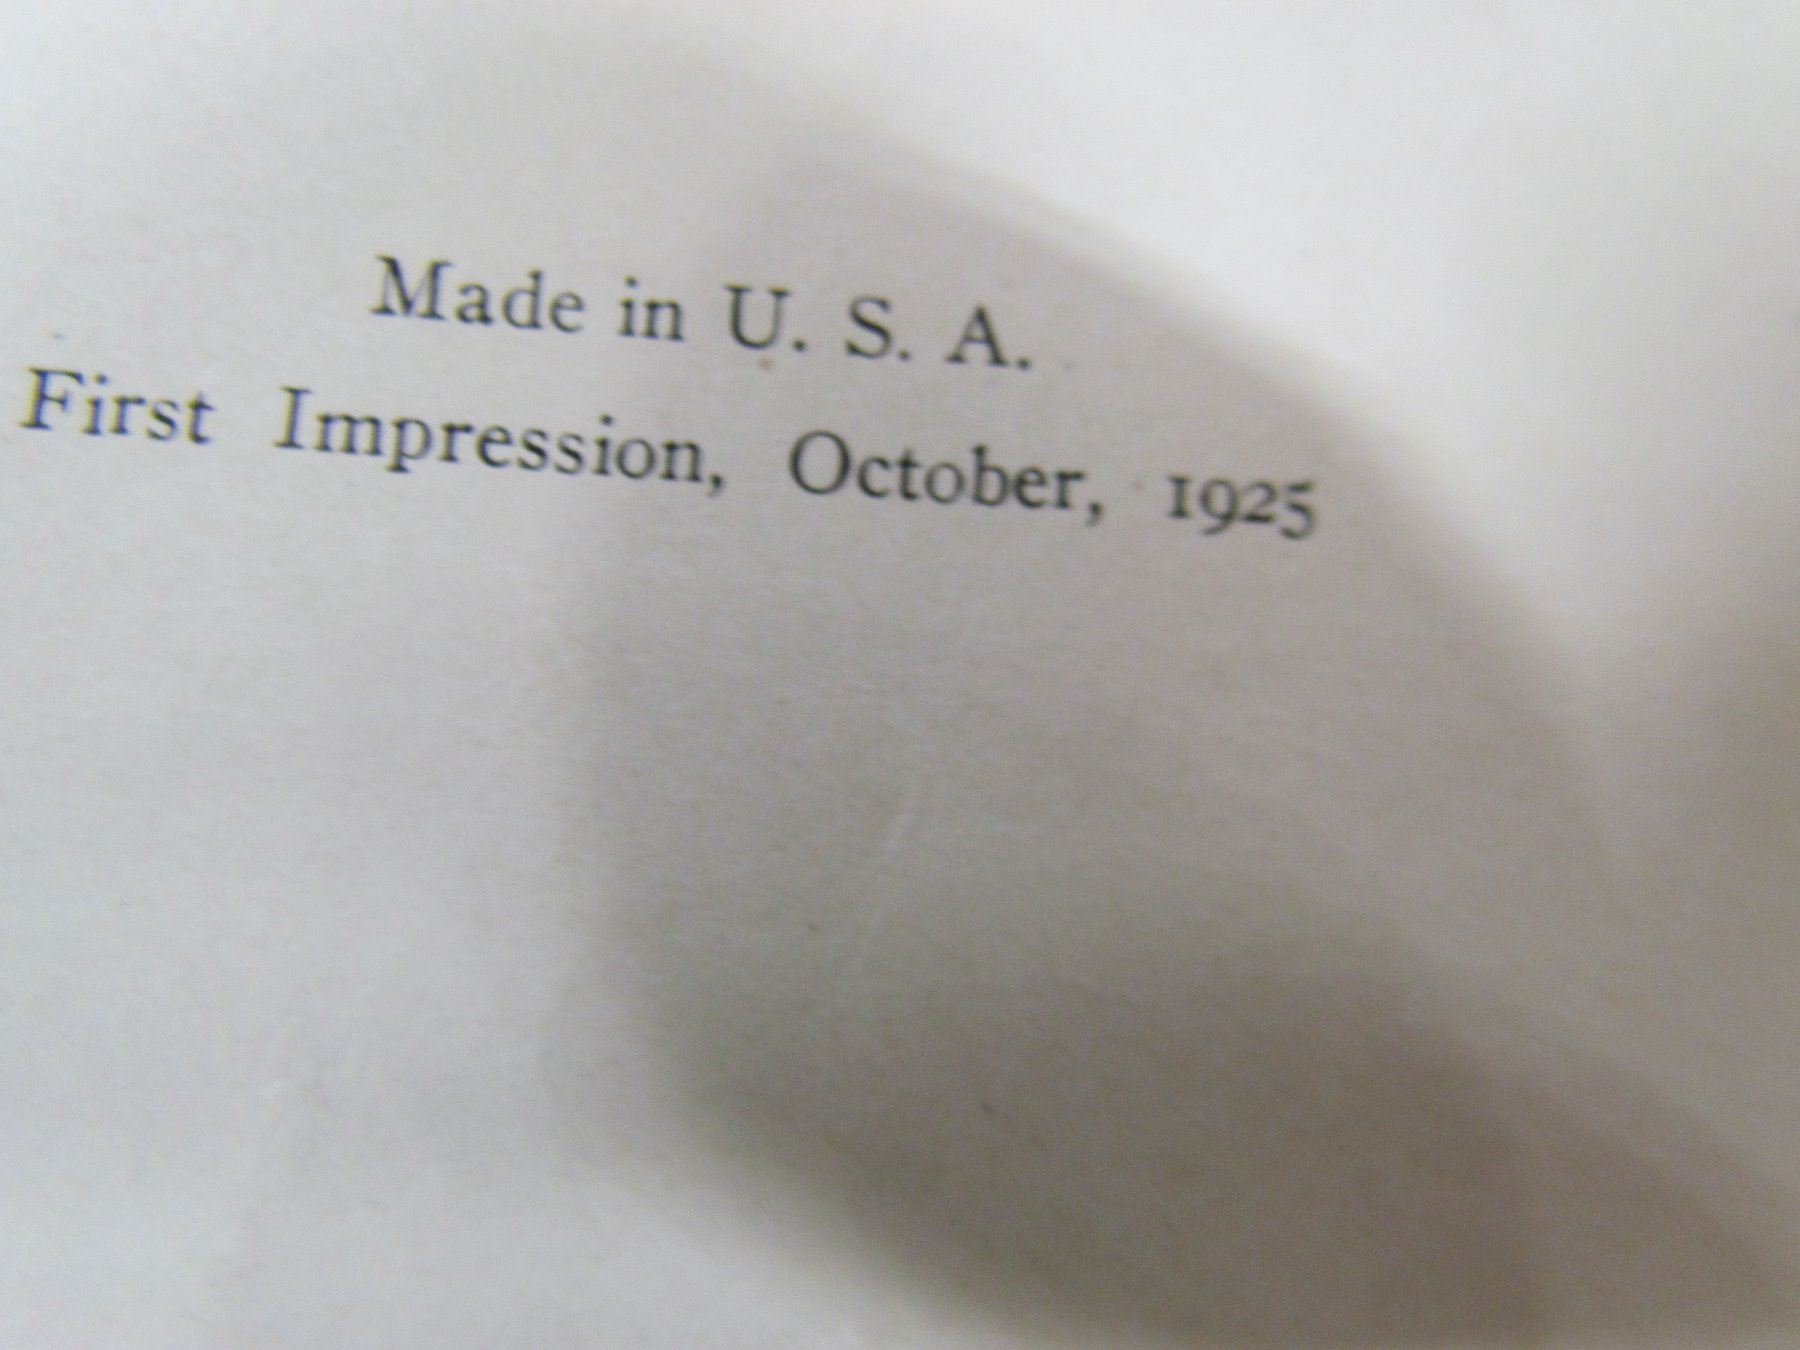 Made in U. S. A.
First Impression, October, 1925